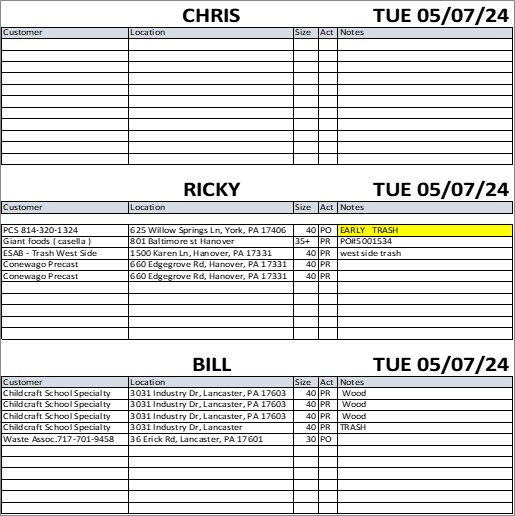 CHRIS TUE 05/07/24
Customer Location Size Act Notes
RICKY TUE 05/07/24
Customer Location Size Act Notes
PCS 814-320-1324 625 Willow Springs Ln, York, PA 17406 40 PO EARLY TRASH
Giant foods ( casella ) 801 Baltimore st Hanover 35+ PR PO#5001534
ESAB - Trash West Side 1500 Karen Ln, Hanover, PA 17331 40 PR west side trash
Conewago Precast 660 Edgegrove Rd, Hanover, PA 17331 40 PR
Conewago Precast 660 Edgegrove Rd, Hanover, PA 17331 40 PR
BILL TUE 05/07/24
Customer Location Size Act Notes
Childcraft School Specialty 3031 Industry Dr, Lancaster, PA 17603 40 PR Wood
Childcraft School Specialty 3031 Industry Dr, Lancaster, PA 17603 40 PR Wood
Childcraft School Specialty 3031 Industry Dr, Lancaster, PA 17603 40 PR Wood
Childcraft School Specialty 3031 Industry Dr, Lancaster 40 PR TRASH
Waste Assoc.717-701-9458 36 Erick Rd, Lancaster, PA 17601 30 PO